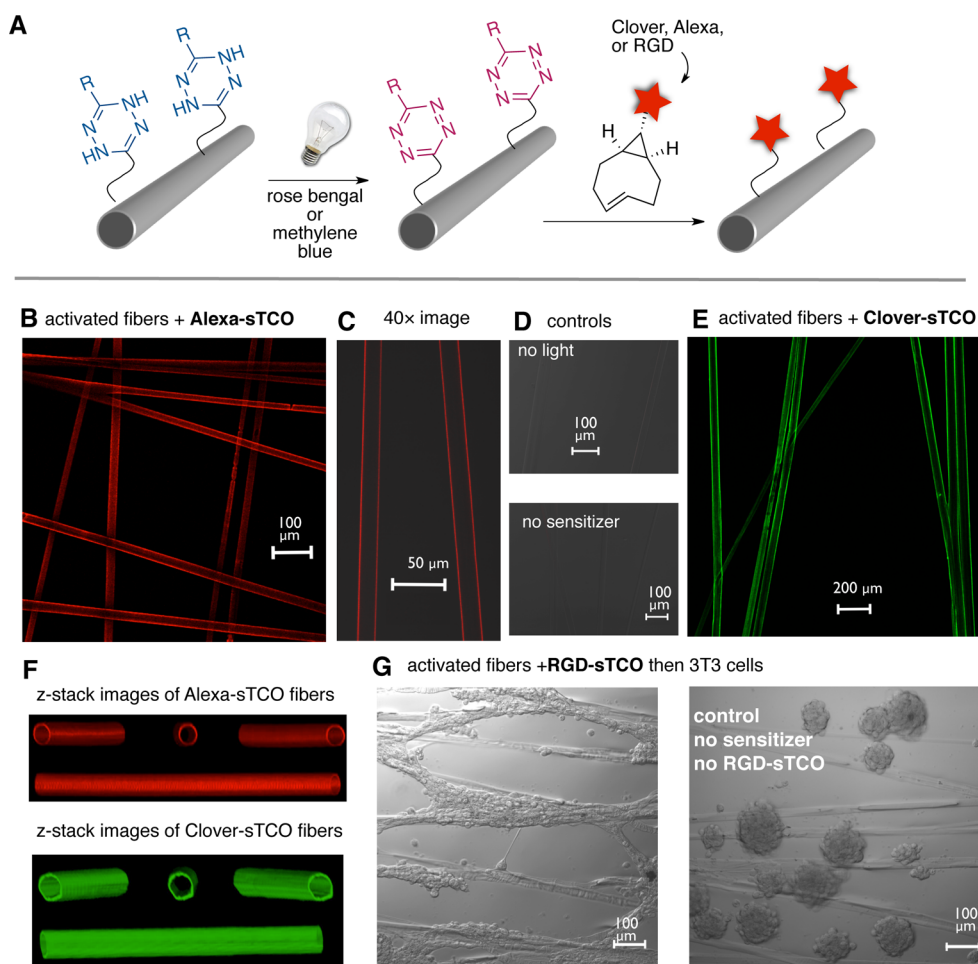 A
R
NH
N
N
N
HN
R
NH
N
N
N
HN
rose bengal
or
methylene
blue
R
N
N
N
N
R
N
N
N
N
Clover, Alexa,
or RGD
H
H
B activated fibers + Alexa-sTCO
100
µm
C 40× image
50 µm
D controls
no light
100
µm
no sensitizer
100
µm
E activated fibers + Clover-sTCO
200 µm
F
z-stack images of Alexa-sTCO fibers
z-stack images of Clover-sTCO fibers
G activated fibers +RGD-sTCO then 3T3 cells
100
µm
control
no sensitizer
no RGD-sTCO
100
µm